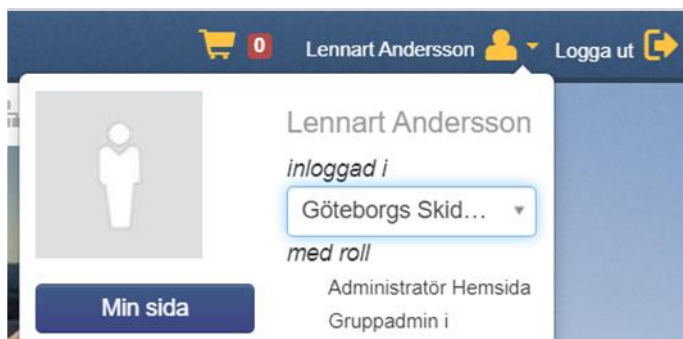 0 Lennart Andersson Logga ut
Lennart Andersson
inloggad i
Göteborgs Skid...
med roll
Min sida
Administratör Hemsida
Gruppadmin i